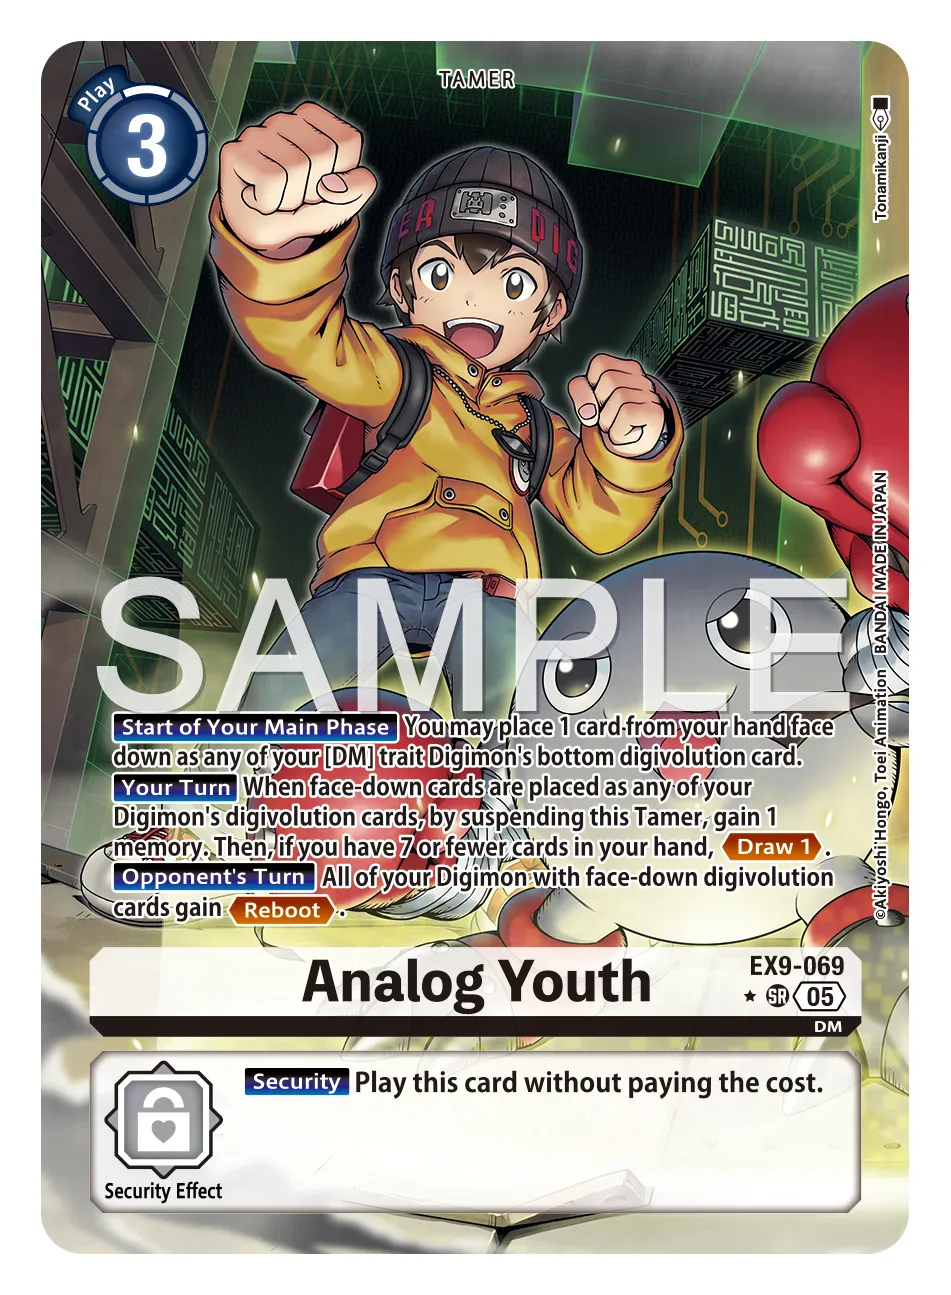 TAMER
Play
3
Tonamikanji
ER DIG
SAMPLE
BANDAI MADE IN JAPAN
©Akiyoshi Hongo, Toei Animation
Start of Your Main Phase You may place 1 card from your hand face
down as any of your [DM] trait Digimon's bottom digivolution card.
Your Turn When face-down cards are placed as any of your
Digimon's digivolution cards, by suspending this Tamer, gain 1
memory. Then, if you have 7 or fewer cards in your hand, Draw 1.
Opponent's Turn All of your Digimon with face-down digivolution
cards gain Reboot.
Analog Youth
EX9-069
★ SR 05
DM
Security Play this card without paying the cost.
Security Effect